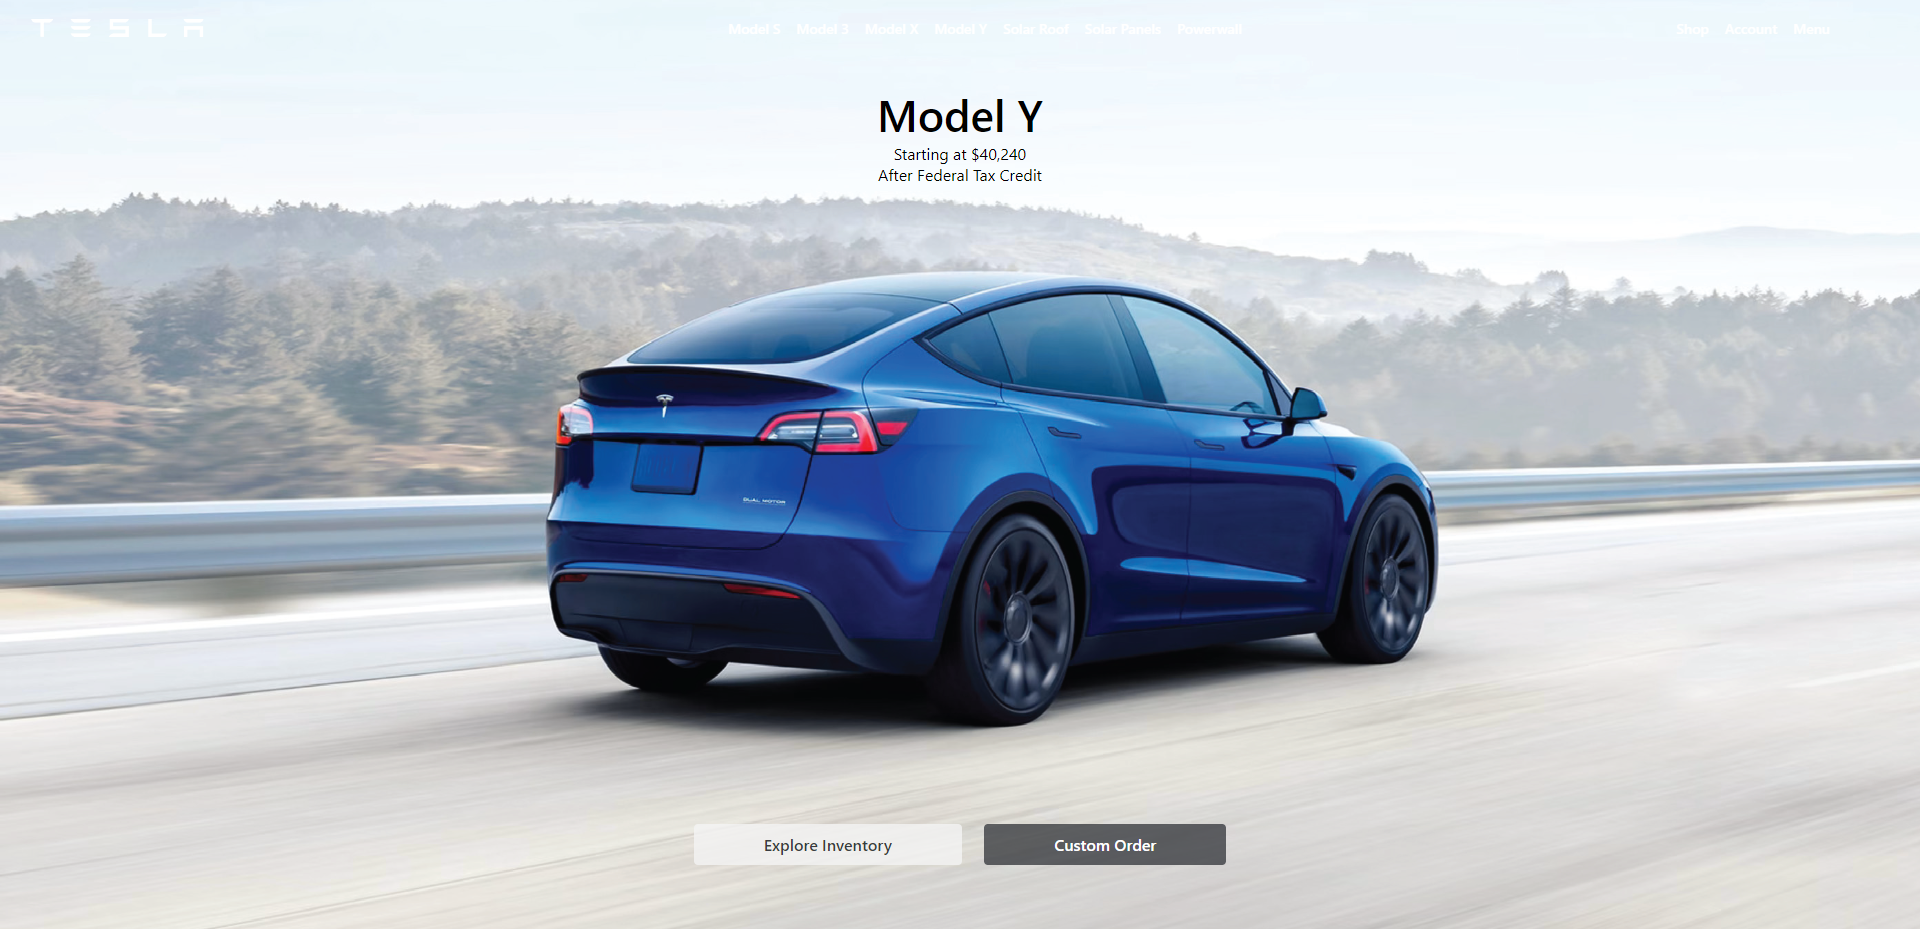 TESLA
Model S Model 3 Model X Model Y Solar Roof Solar Panels Powerwall
Shop Account Menu
Model Y
Starting at $40,240
After Federal Tax Credit
DUAL MOTOR
Explore Inventory
Custom Order